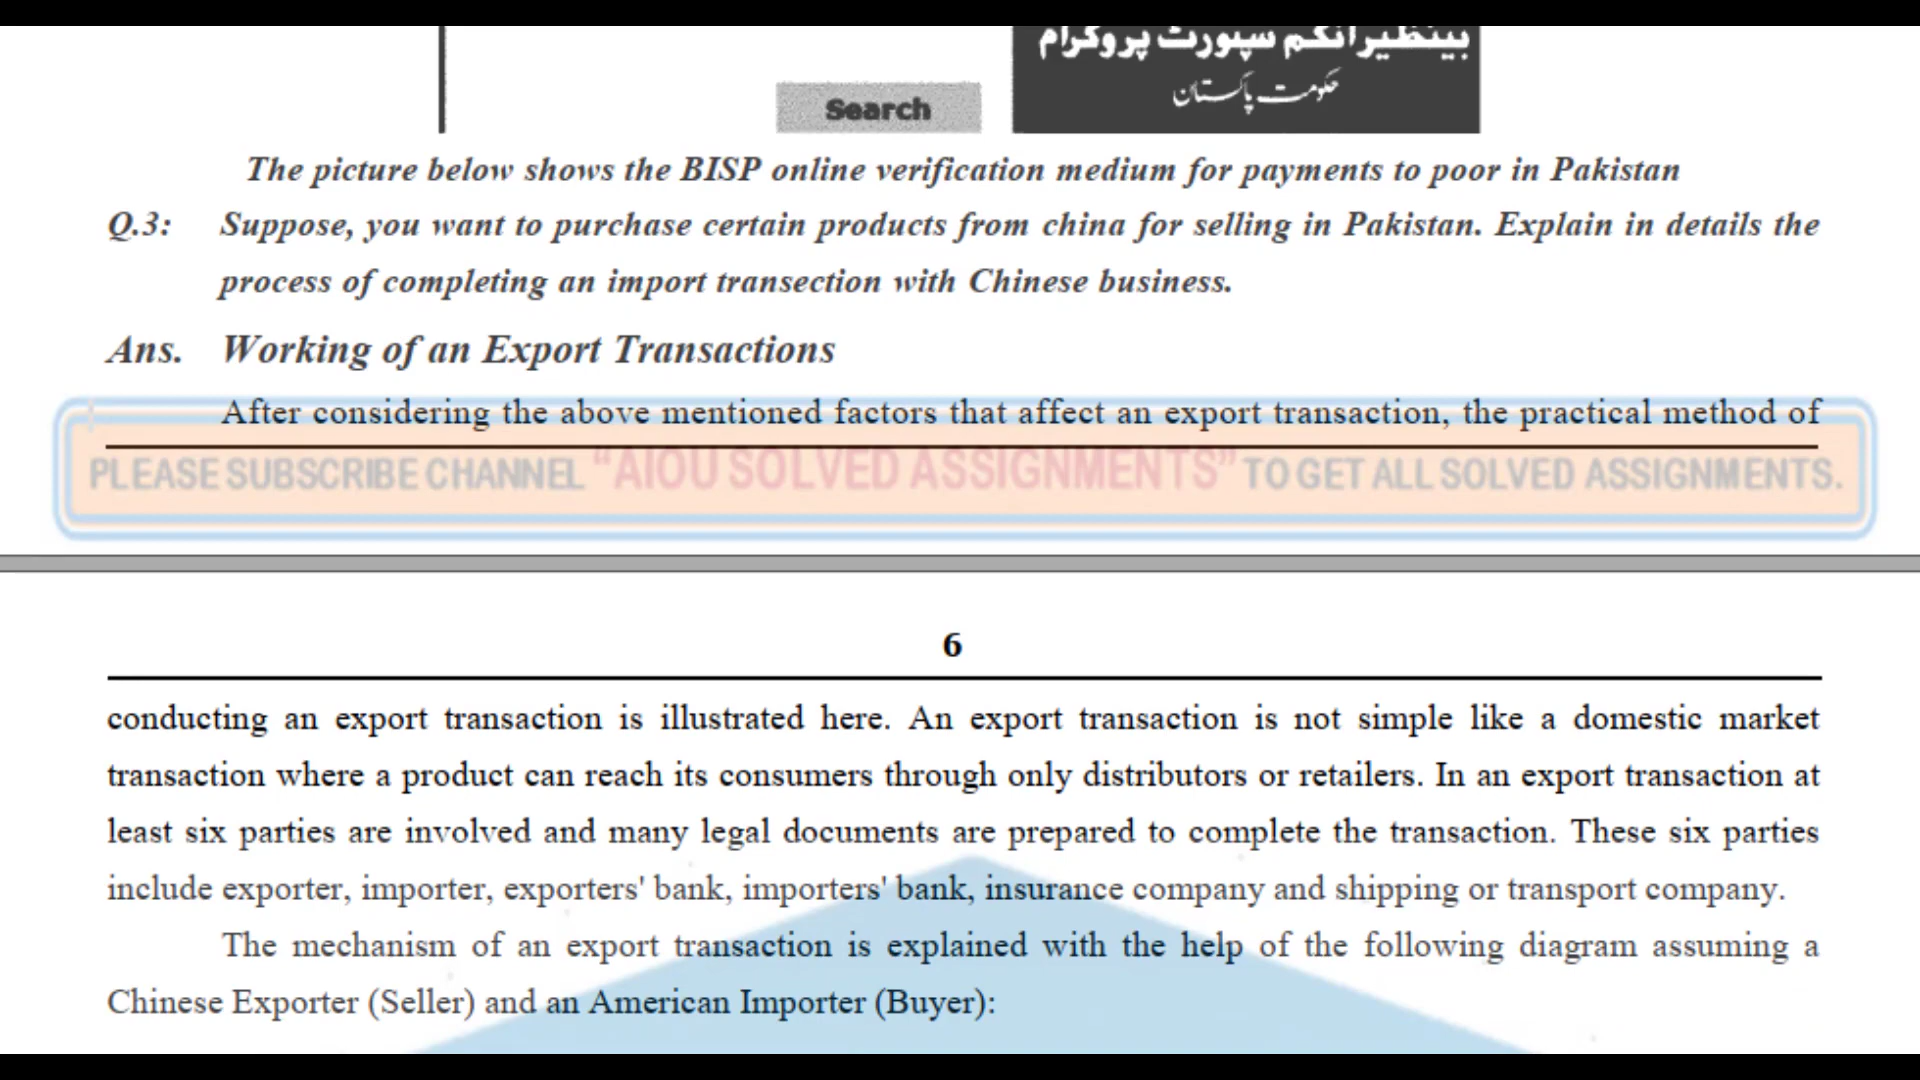 بینظیر انکم سپورٹ پروگرام
حکومت پاکستان
Search
The picture below shows the BISP online verification medium for payments to poor in Pakistan
Q.3: Suppose, you want to purchase certain products from china for selling in Pakistan. Explain in details the
process of completing an import transection with Chinese business.
Ans. Working of an Export Transactions
After considering the above mentioned factors that affect an export transaction, the practical method of
PLEASE SUBSCRIBE CHANNEL “AIOU SOLVED ASSIGNMENTS” TO GET ALL SOLVED ASSIGNMENTS.
6
conducting an export transaction is illustrated here. An export transaction is not simple like a domestic market
transaction where a product can reach its consumers through only distributors or retailers. In an export transaction at
least six parties are involved and many legal documents are prepared to complete the transaction. These six parties
include exporter, importer, exporters' bank, importers' bank, insurance company and shipping or transport company.
The mechanism of an export transaction is explained with the help of the following diagram assuming a
Chinese Exporter (Seller) and an American Importer (Buyer):